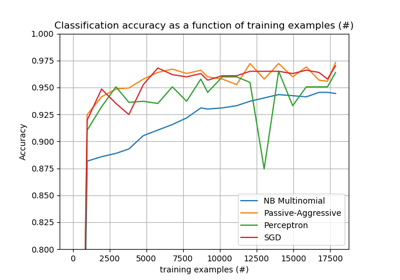 Classification accuracy as a function of training examples (#)
1.000
0.975
0.950
0.925
0.900
0.875
0.850
0.825
0.800
Accuracy
NB Multinomial
Passive-Aggressive
Perceptron
SGD
0 2500 5000 7500 10000 12500 15000 17500
training examples (#)